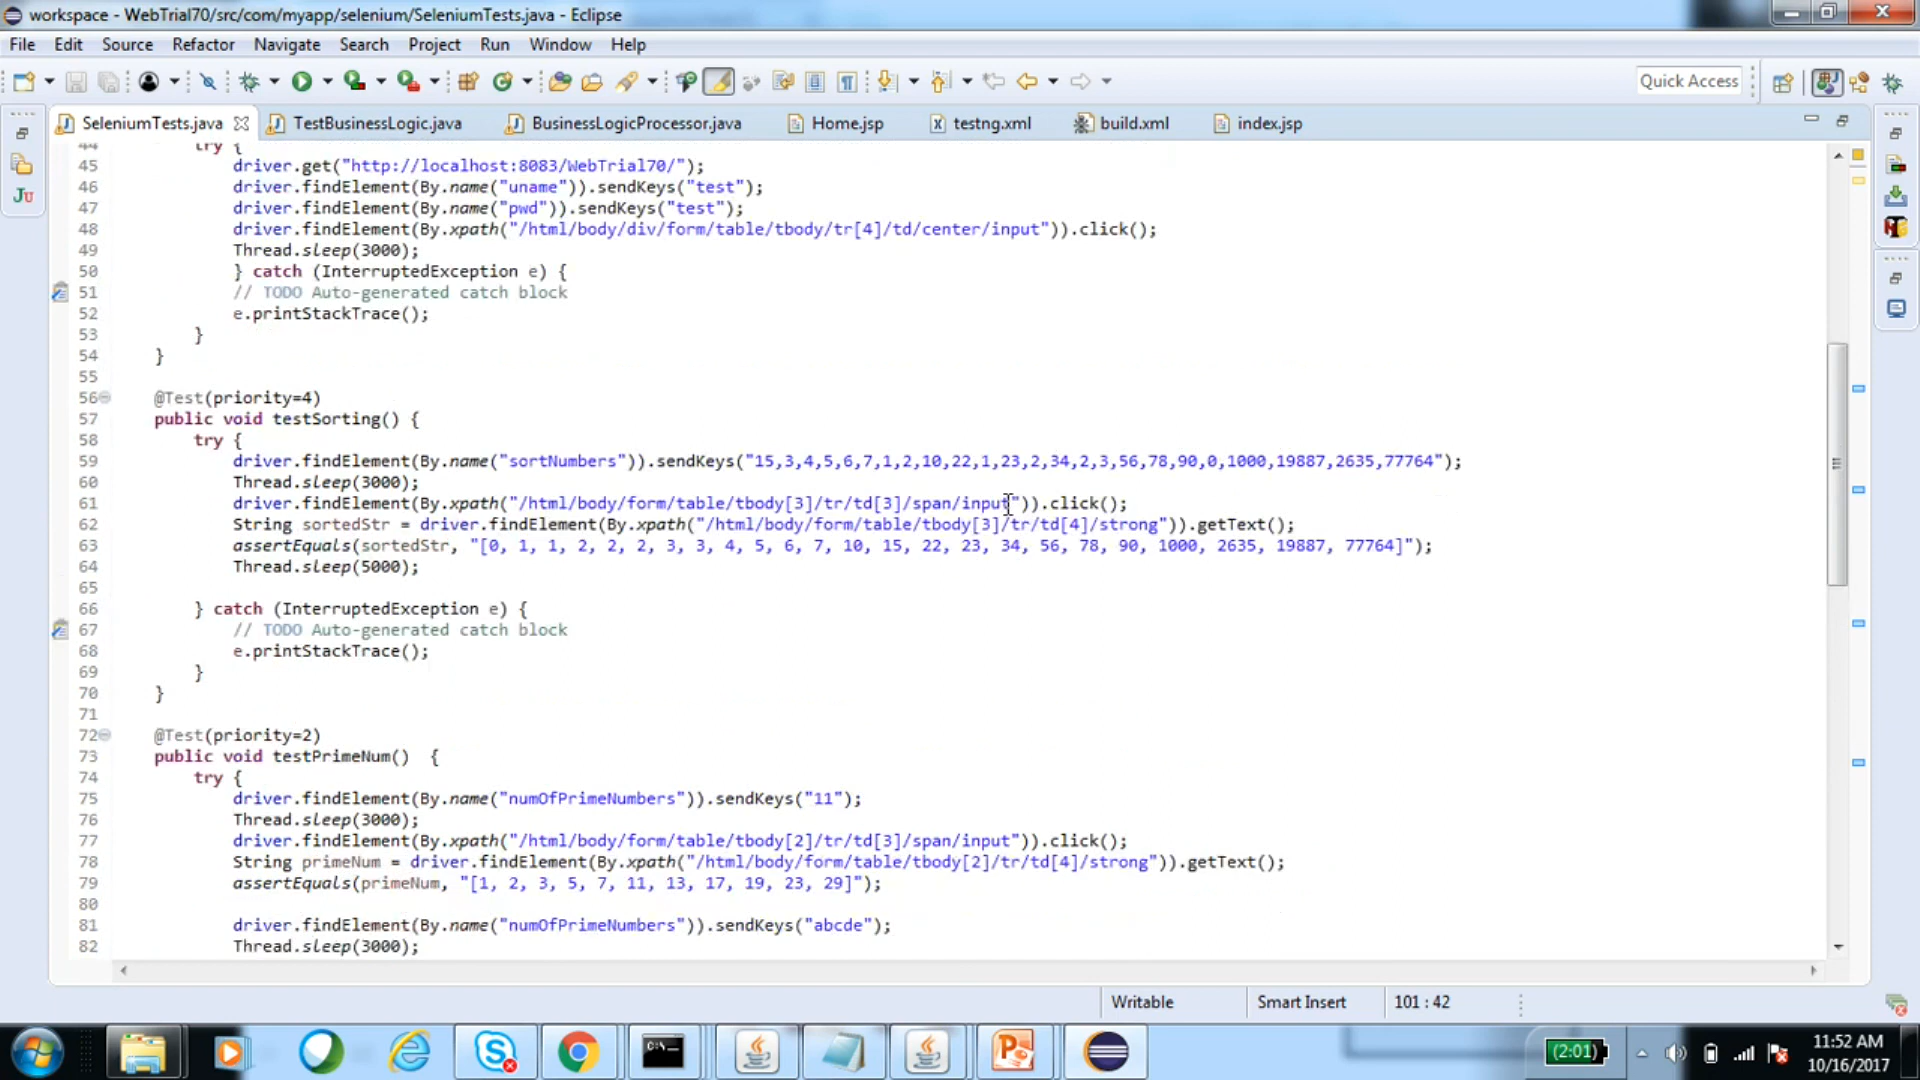 workspace - WebTrial70/src/com/myapp/selenium/SeleniumTests.java - Eclipse
File Edit Source Refactor Navigate Search Project Run Window Help
Quick Access
SeleniumTests.java TestBusinessLogic.java BusinessLogicProcessor.java Home.jsp testng.xml build.xml index.jsp
44 try {
45 driver.get("http://localhost:8083/WebTrial70/");
46 driver.findElement(By.name("uname")).sendKeys("test");
47 driver.findElement(By.name("pwd")).sendKeys("test");
48 driver.findElement(By.xpath("/html/body/div/form/table/tbody/tr[4]/td/center/input")).click();
49 Thread.sleep(3000);
50 } catch (InterruptedException e) {
51 // TODO Auto-generated catch block
52 e.printStackTrace();
53 }
54 }
55
56 @Test(priority=4)
57 public void testSorting() {
58 try {
59 driver.findElement(By.name("sortNumbers")).sendKeys("15,3,4,5,6,7,1,2,10,22,1,23,2,34,2,3,56,78,90,0,1000,19887,2635,77764");
60 Thread.sleep(3000);
61 driver.findElement(By.xpath("/html/body/form/table/tbody[3]/tr/td[3]/span/input")).click();
62 String sortedStr = driver.findElement(By.xpath("/html/body/form/table/tbody[3]/tr/td[4]/strong")).getText();
63 assertEquals(sortedStr, "[0, 1, 1, 2, 2, 2, 3, 3, 4, 5, 6, 7, 10, 15, 22, 23, 34, 56, 78, 90, 1000, 2635, 19887, 77764]");
64 Thread.sleep(5000);
65
66 } catch (InterruptedException e) {
67 // TODO Auto-generated catch block
68 e.printStackTrace();
69 }
70 }
71
72 @Test(priority=2)
73 public void testPrimeNum() {
74 try {
75 driver.findElement(By.name("numOfPrimeNumbers")).sendKeys("11");
76 Thread.sleep(3000);
77 driver.findElement(By.xpath("/html/body/form/table/tbody[2]/tr/td[3]/span/input")).click();
78 String primeNum = driver.findElement(By.xpath("/html/body/form/table/tbody[2]/tr/td[4]/strong")).getText();
79 assertEquals(primeNum, "[1, 2, 3, 5, 7, 11, 13, 17, 19, 23, 29]");
80
81 driver.findElement(By.name("numOfPrimeNumbers")).sendKeys("abcde");
82 Thread.sleep(3000);
Writable Smart Insert 101 : 42
(2:01)
11:52 AM
10/16/2017